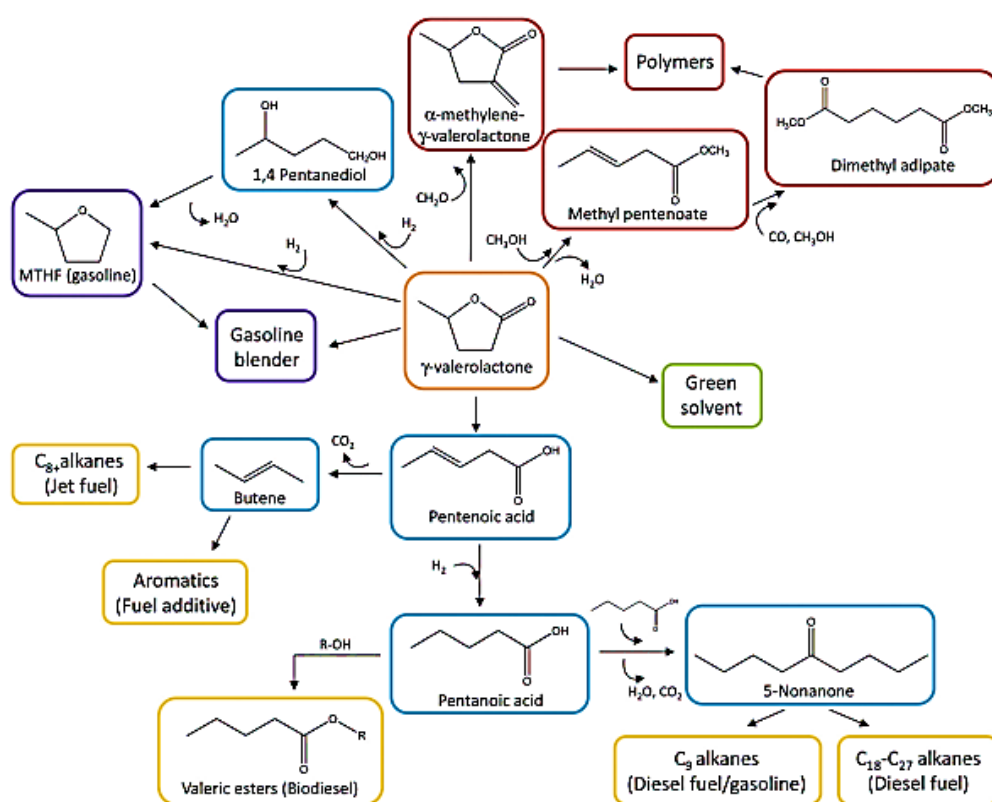 O
O
α-methylene-
γ-valerolactone
Polymers
O
H₃CO
OCH₃
O
Dimethyl adipate
OH
CH₂OH
1,4 Pentanediol
OCH₃
O
Methyl pentenoate
H₂O
CH₂O
H₂
CH₃OH
H₂O
CO, CH₃OH
O
MTHF (gasoline)
H₂
Gasoline
blender
O
O
γ-valerolactone
Green
solvent
C₈₊alkanes
(Jet fuel)
Butene
CO₂
OH
O
Pentenoic acid
Aromatics
(Fuel additive)
H₂
R-OH
OH
O
Pentanoic acid
OH
O
H₂O, CO₂
O
5-Nonanone
O
R
O
Valeric esters (Biodiesel)
C₉ alkanes
(Diesel fuel/gasoline)
C₁₈-C₂₇ alkanes
(Diesel fuel)